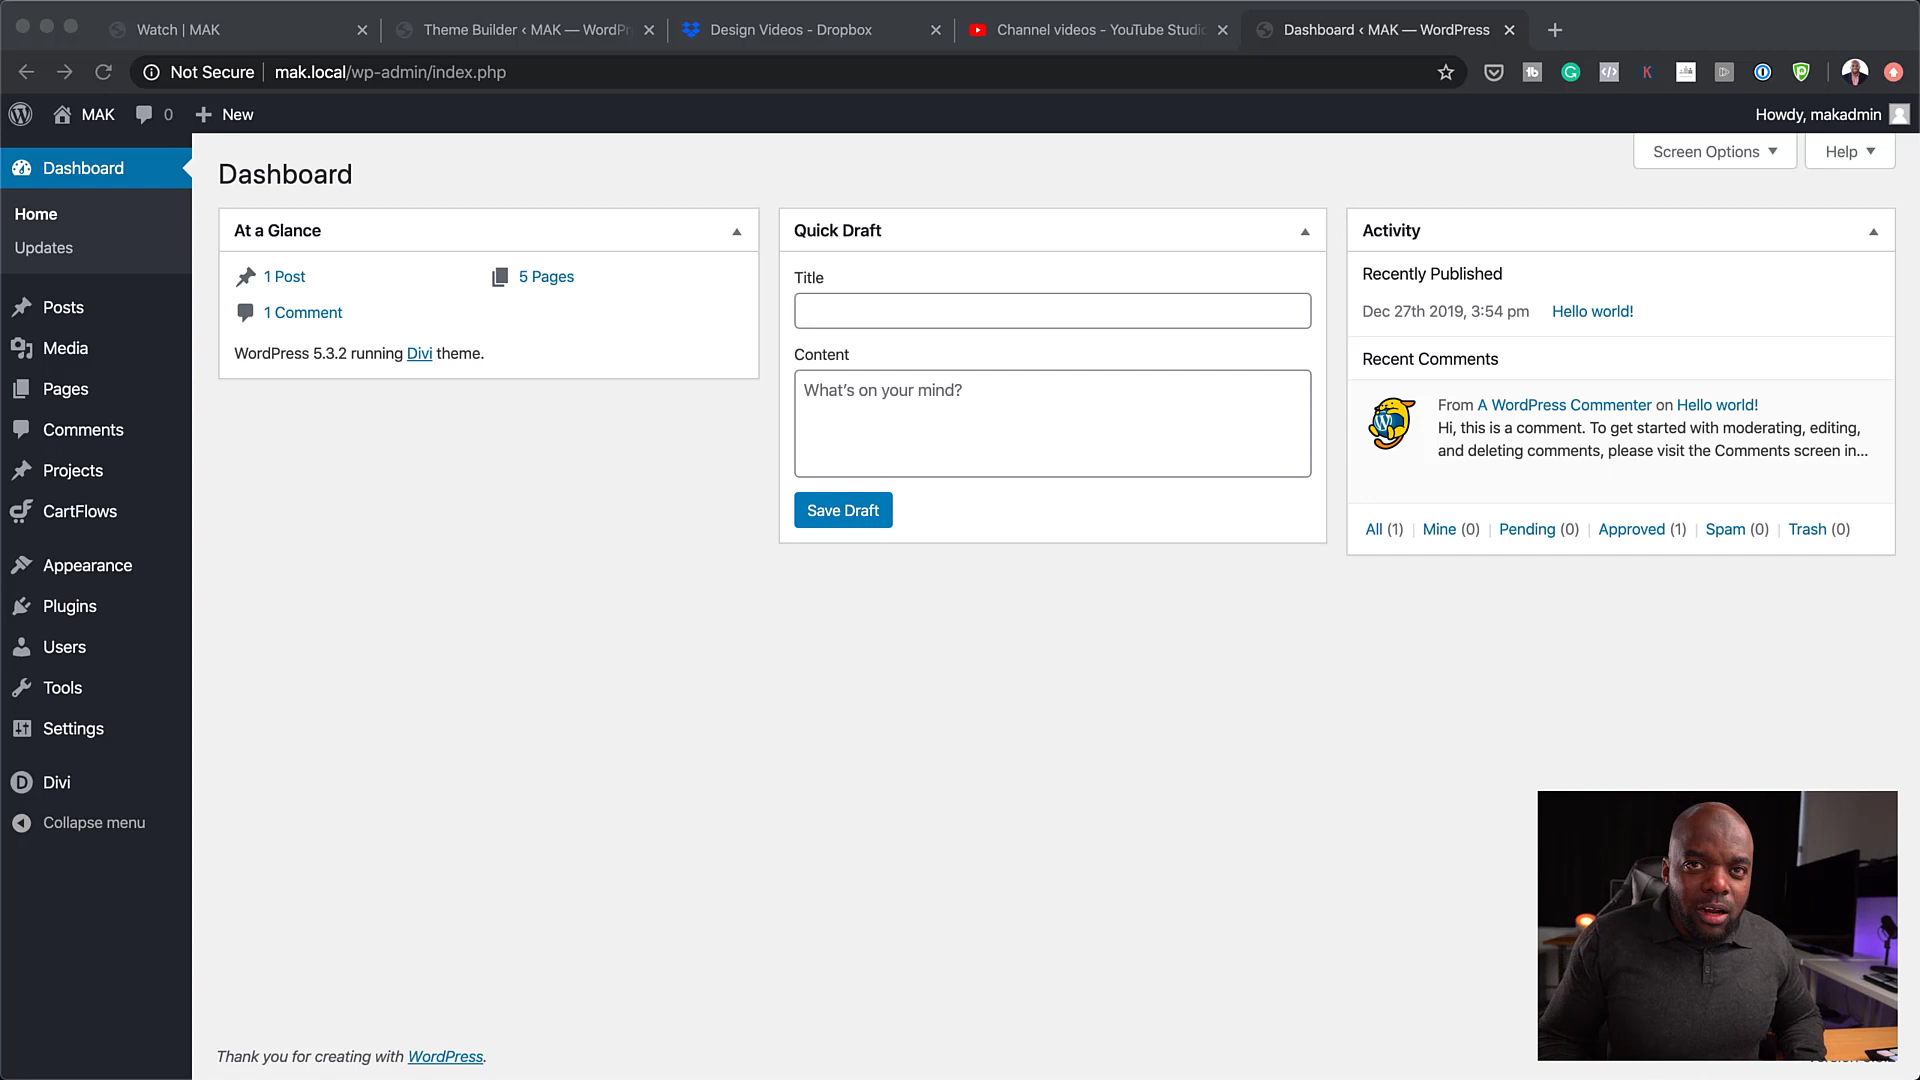 Watch | MAK
Theme Builder ‹ MAK — WordPr
Design Videos - Dropbox
Channel videos - YouTube Studio
Dashboard ‹ MAK — WordPress
Not Secure
mak.local/wp-admin/index.php
MAK
0
New
Howdy, makadmin
Screen Options
Help
Dashboard
Home
Updates
Posts
Media
Pages
Comments
Projects
CartFlows
Appearance
Plugins
Users
Tools
Settings
Divi
Collapse menu
Dashboard
At a Glance
1 Post
5 Pages
1 Comment
WordPress 5.3.2 running Divi theme.
Quick Draft
Title
Content
What's on your mind?
Save Draft
Activity
Recently Published
Dec 27th 2019, 3:54 pm Hello world!
Recent Comments
From A WordPress Commenter on Hello world!
Hi, this is a comment. To get started with moderating, editing,
and deleting comments, please visit the Comments screen in...
All (1) | Mine (0) | Pending (0) | Approved (1) | Spam (0) | Trash (0)
Thank you for creating with WordPress.